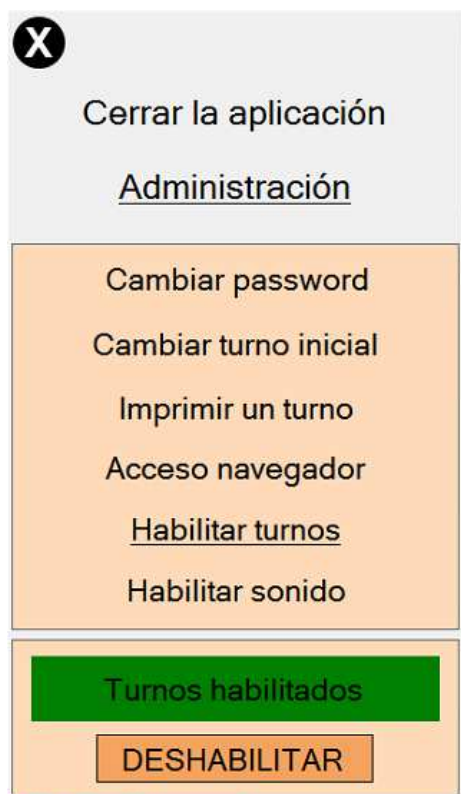 X
Cerrar la aplicación
Administración
Cambiar password
Cambiar turno inicial
Imprimir un turno
Acceso navegador
Habilitar turnos
Habilitar sonido
Turnos habilitados
DESHABILITAR